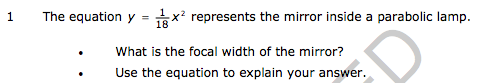 1 The equation y = 1/18 x² represents the mirror inside a parabolic lamp.
• What is the focal width of the mirror?
• Use the equation to explain your answer.
ED